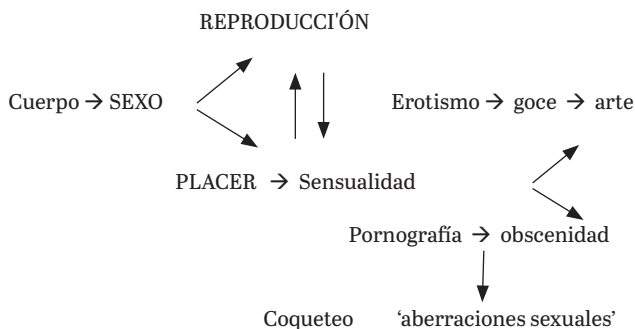 REPRODUCCI'ÓN
Cuerpo → SEXO
Erotismo → goce → arte
PLACER → Sensualidad
Pornografía → obscenidad
Coqueteo
‘aberraciones sexuales’